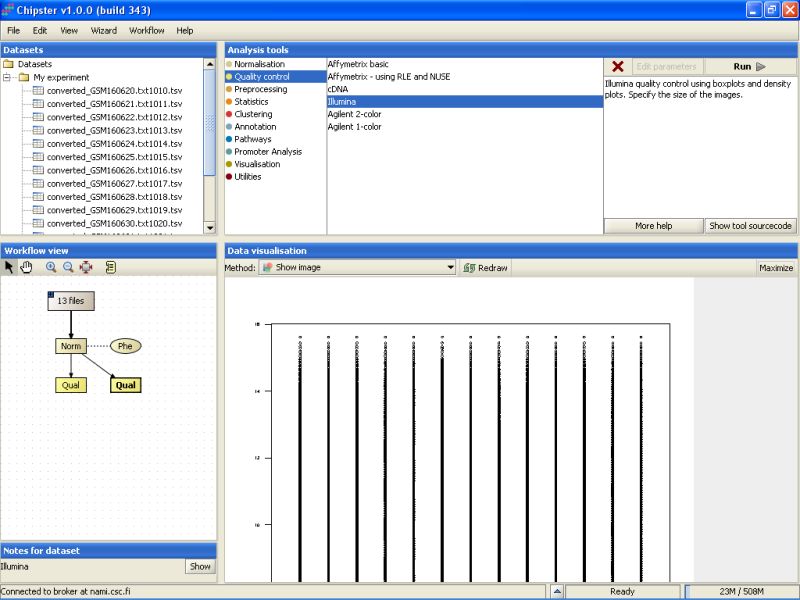 Chipster v1.0.0 (build 343)
File Edit View Wizard Workflow Help
Datasets
Datasets
My experiment
converted_GSM160620.txt1010.tsv
converted_GSM160621.txt1011.tsv
converted_GSM160622.txt1012.tsv
converted_GSM160623.txt1013.tsv
converted_GSM160624.txt1014.tsv
converted_GSM160625.txt1015.tsv
converted_GSM160626.txt1016.tsv
converted_GSM160627.txt1017.tsv
converted_GSM160628.txt1018.tsv
converted_GSM160629.txt1019.tsv
converted_GSM160630.txt1020.tsv
Analysis tools
Normalisation
Quality control
Preprocessing
Statistics
Clustering
Annotation
Pathways
Promoter Analysis
Visualisation
Utilities
Affymetrix basic
Affymetrix - using RLE and NUSE
cDNA
Illumina
Agilent 2-color
Agilent 1-color
Edit parameters Run
Illumina quality control using boxplots and density
plots. Specify the size of the images.
More help Show tool sourcecode
Workflow view
13 files
Norm Phe
Qual Qual
Notes for dataset
Illumina Show
Data visualisation
Method: Show image Redraw Maximize
14
12
Connected to broker at nami.csc.fi Ready 23M / 508M